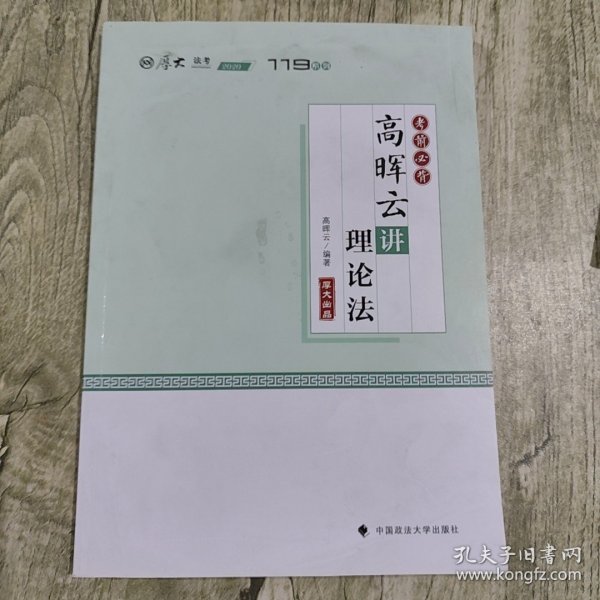 厚大 法考 2020 119系列
考前必背
高晖云讲
理论法
高晖云/编著
厚大出品
中国政法大学出版社
孔夫子旧书网
www.kongfz.com